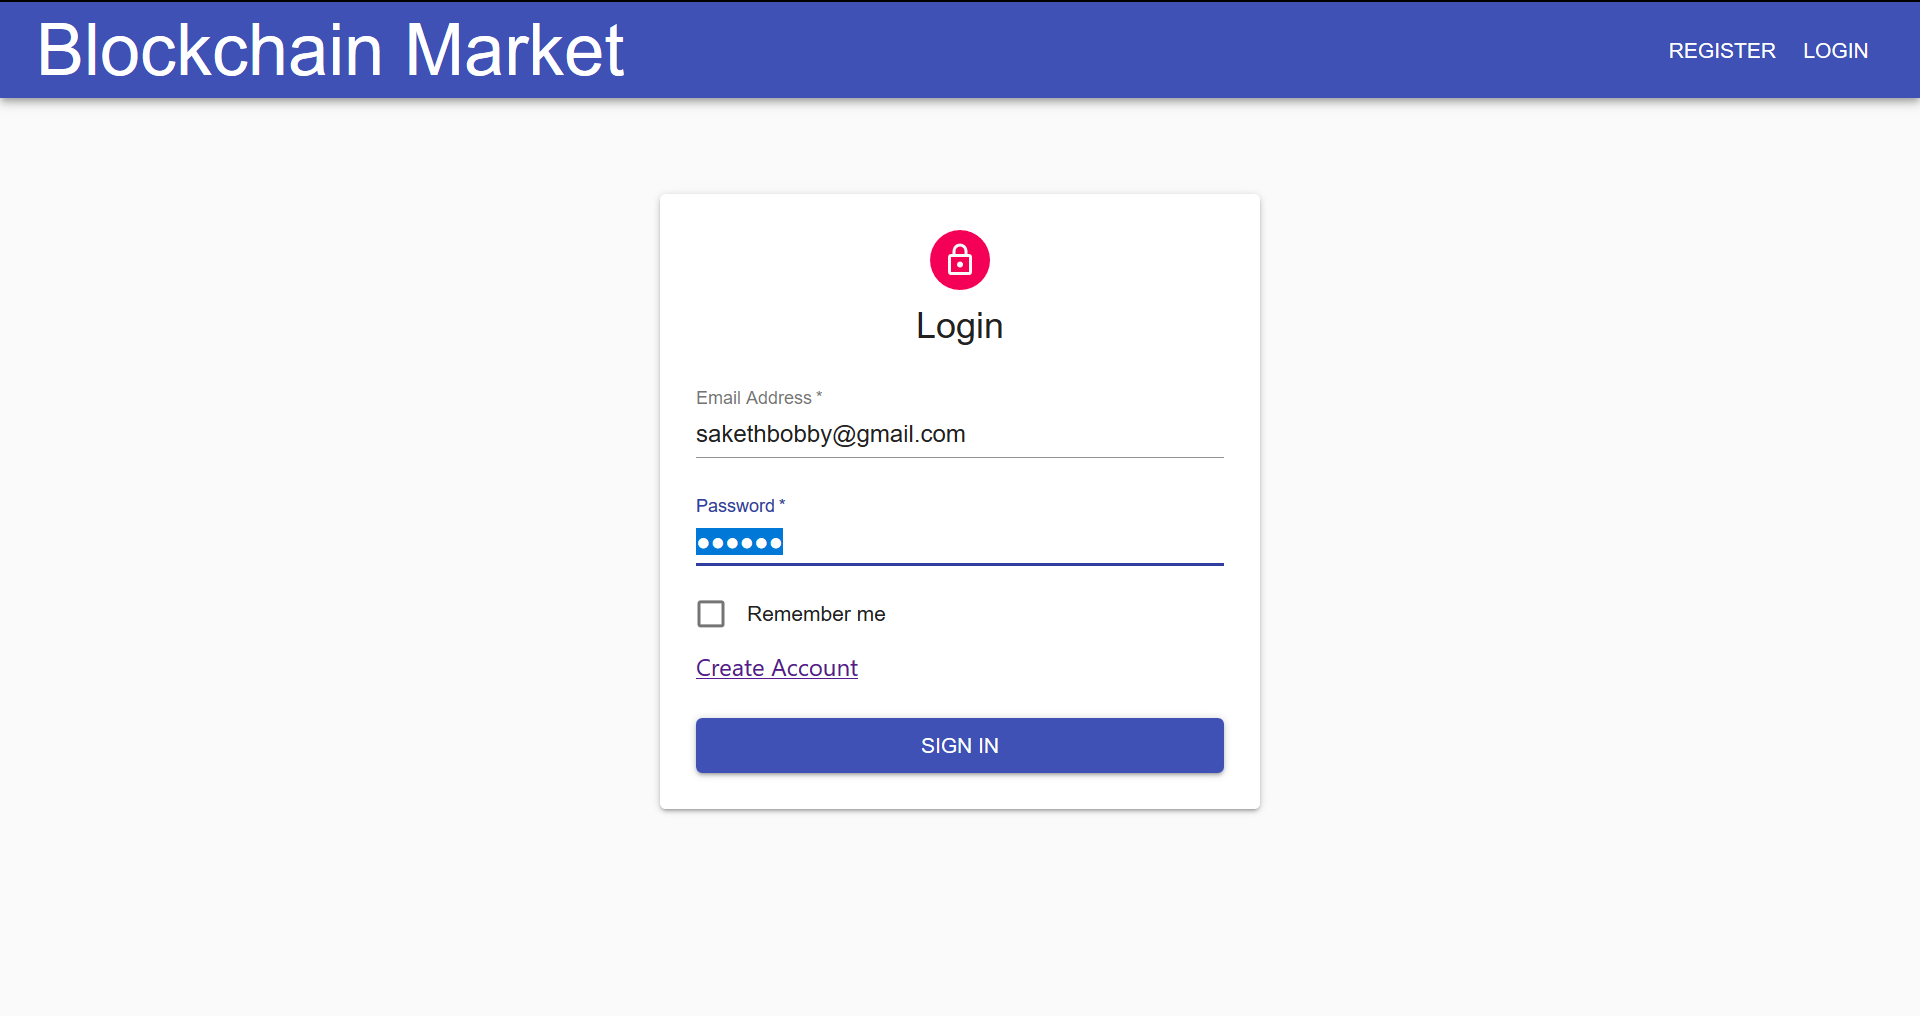 Blockchain Market
REGISTER LOGIN
Login
Email Address *
sakethbobby@gmail.com
Password *
••••••
Remember me
Create Account
SIGN IN